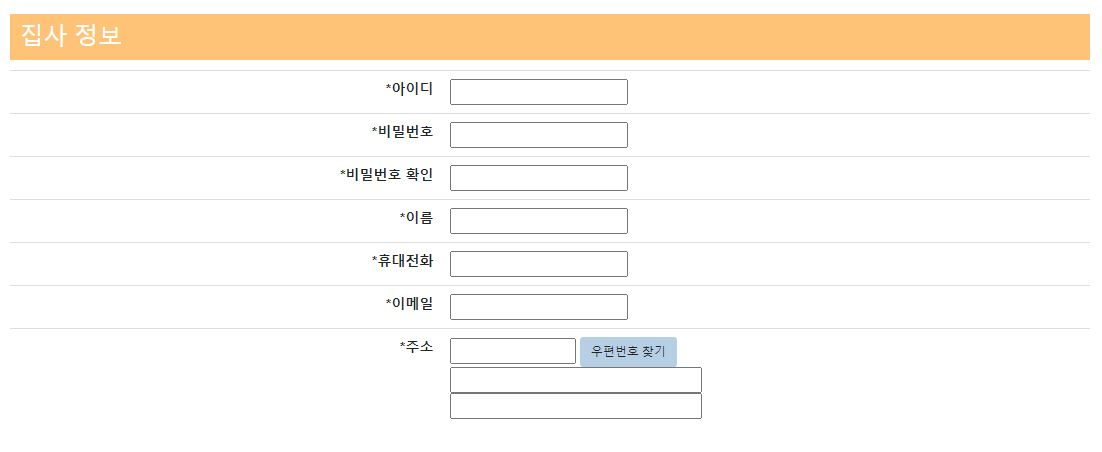 집사 정보
*아이디
*비밀번호
*비밀번호 확인
*이름
*휴대전화
*이메일
*주소 우편번호 찾기